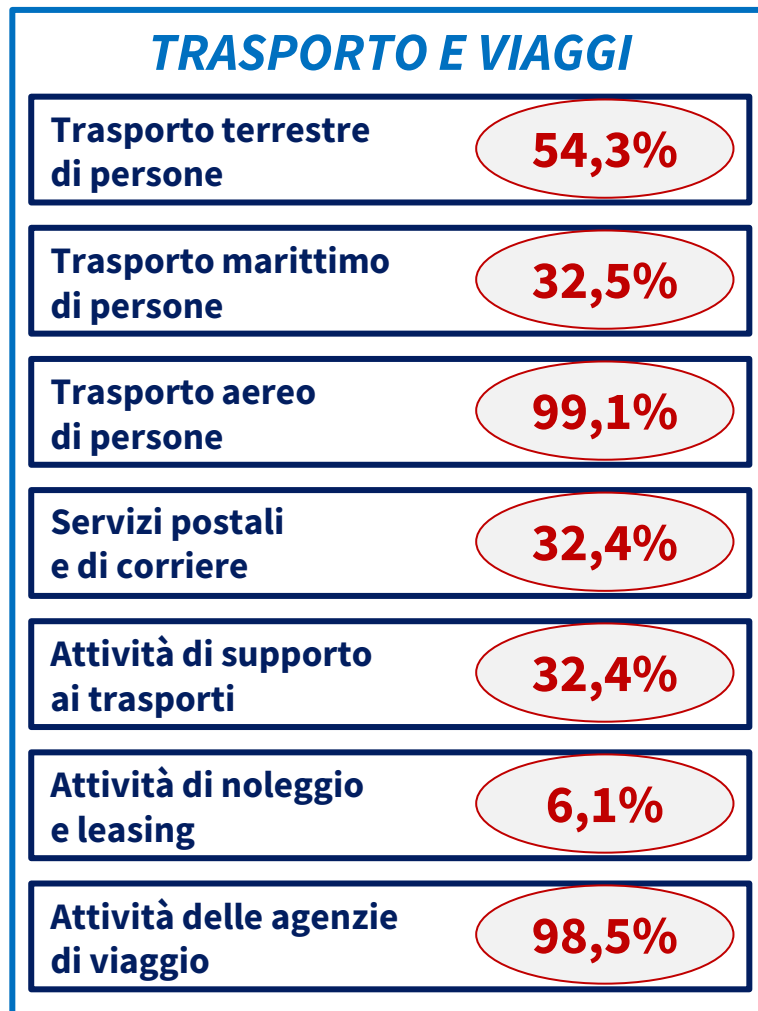 TRASPORTO E VIAGGI
Trasporto terrestre
di persone
54,3%
Trasporto marittimo
di persone
32,5%
Trasporto aereo
di persone
99,1%
Servizi postali
e di corriere
32,4%
Attività di supporto
ai trasporti
32,4%
Attività di noleggio
e leasing
6,1%
Attività delle agenzie
di viaggio
98,5%